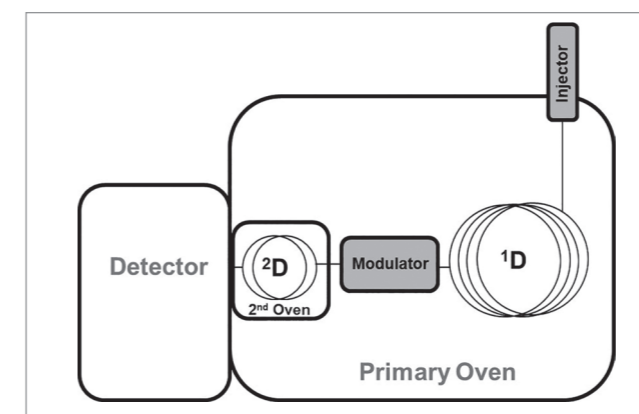 Injector
Detector
²D
2nd Oven
Modulator
¹D
Primary Oven